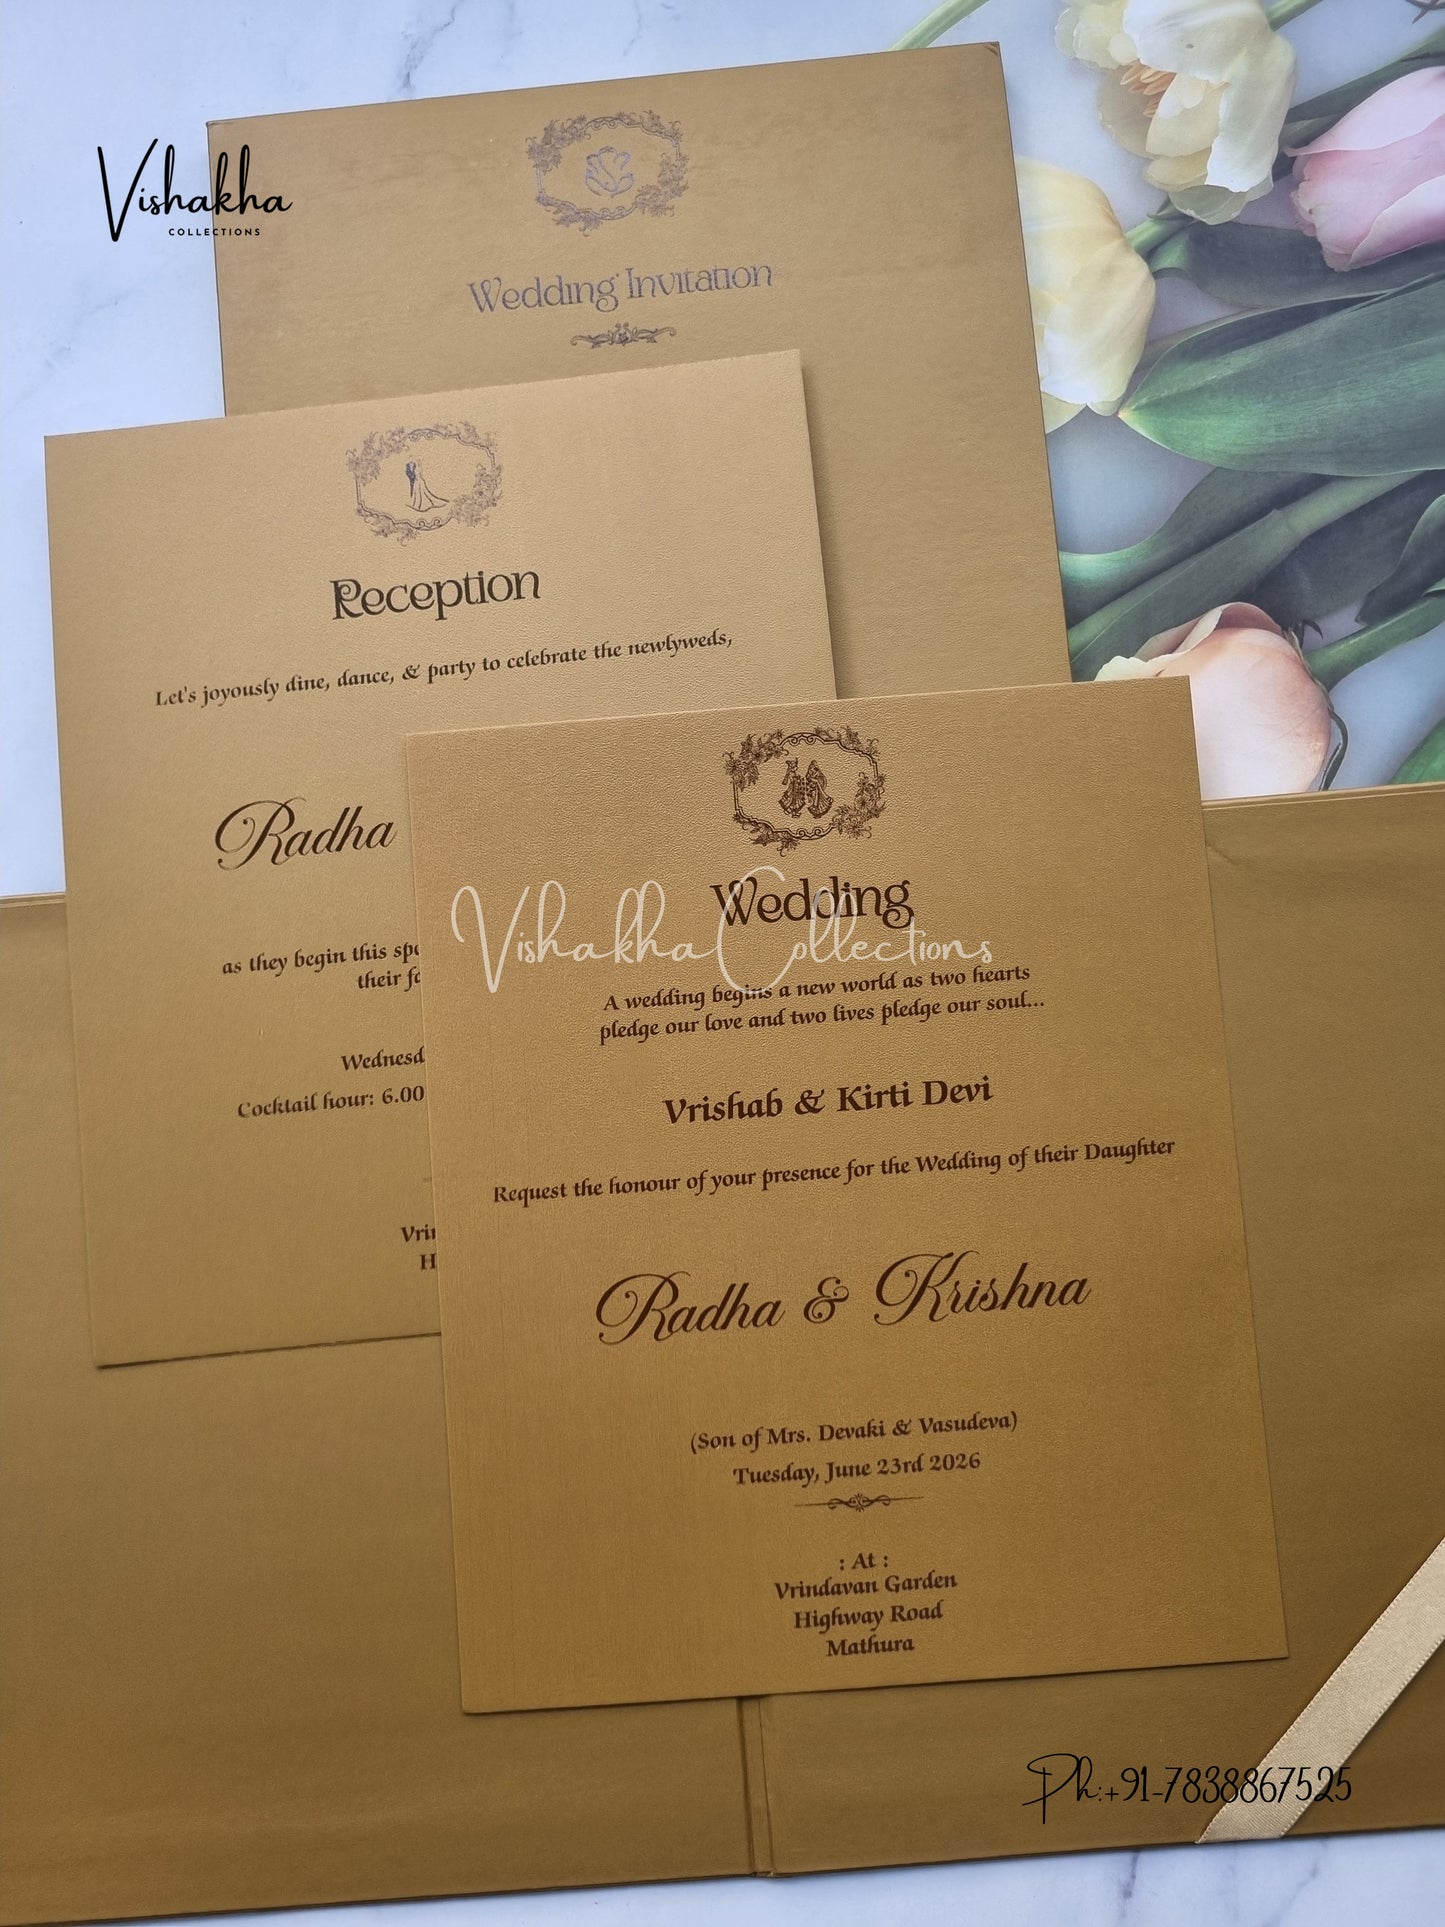 Vishakha
COLLECTIONS
Wedding Invitation
Reception
Let's joyously dine, dance, & party to celebrate the newlyweds,
Radha
as they begin this
their
Cocktail hour: 6.00
Wedding
Vishakha Collections
A wedding begins a new world as two hearts
pledge our love and two lives pledge our soul...
Vrishab & Kirti Devi
Request the honour of your presence for the Wedding of their Daughter
Radha & Krishna
(Son of Mrs. Devaki & Vasudeva)
Tuesday, June 23rd 2026
: At :
Vrindavan Garden
Highway Road
Mathura
Ph:+91-7838867525